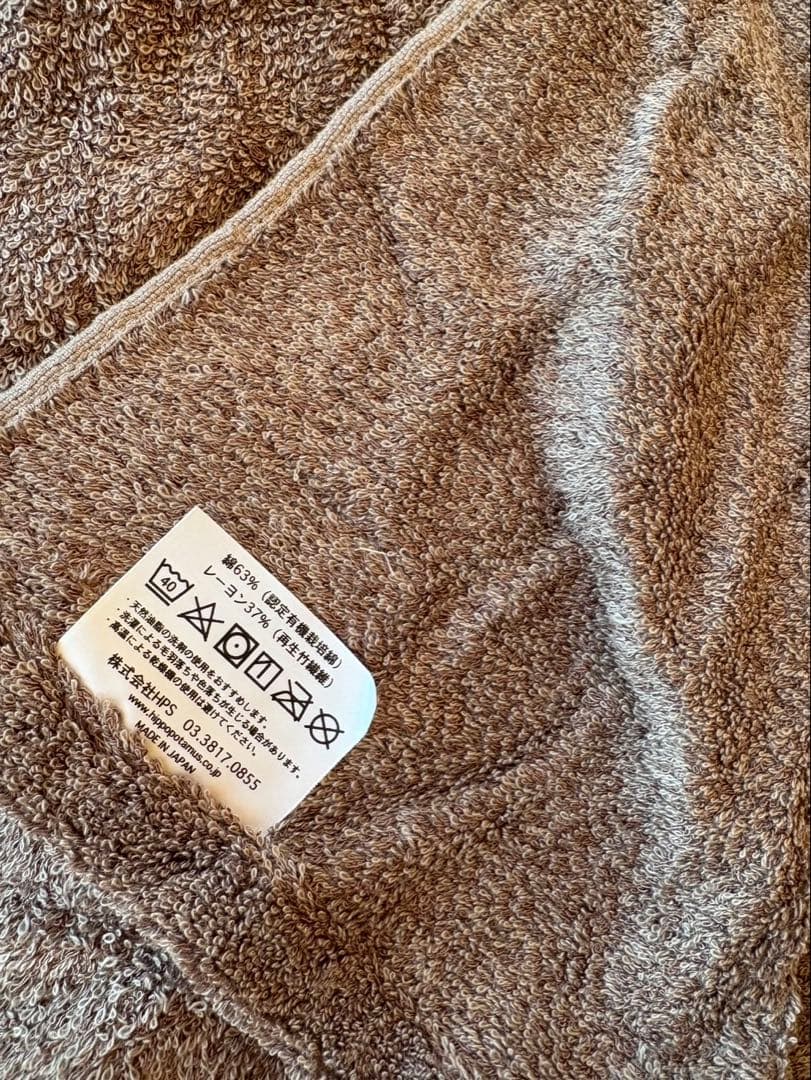 綿63%（認定有機栽培綿）
レーヨン37%（再生竹繊維）
40
・天然油脂の洗剤の使用をおすすめします。
・洗濯による毛羽落ちや色落ちが生じる場合があります。
・高温による乾燥機の使用は避けてください。
株式会社HPS 03.3817.0855
www.hippopotamus.co.jp
MADE IN JAPAN